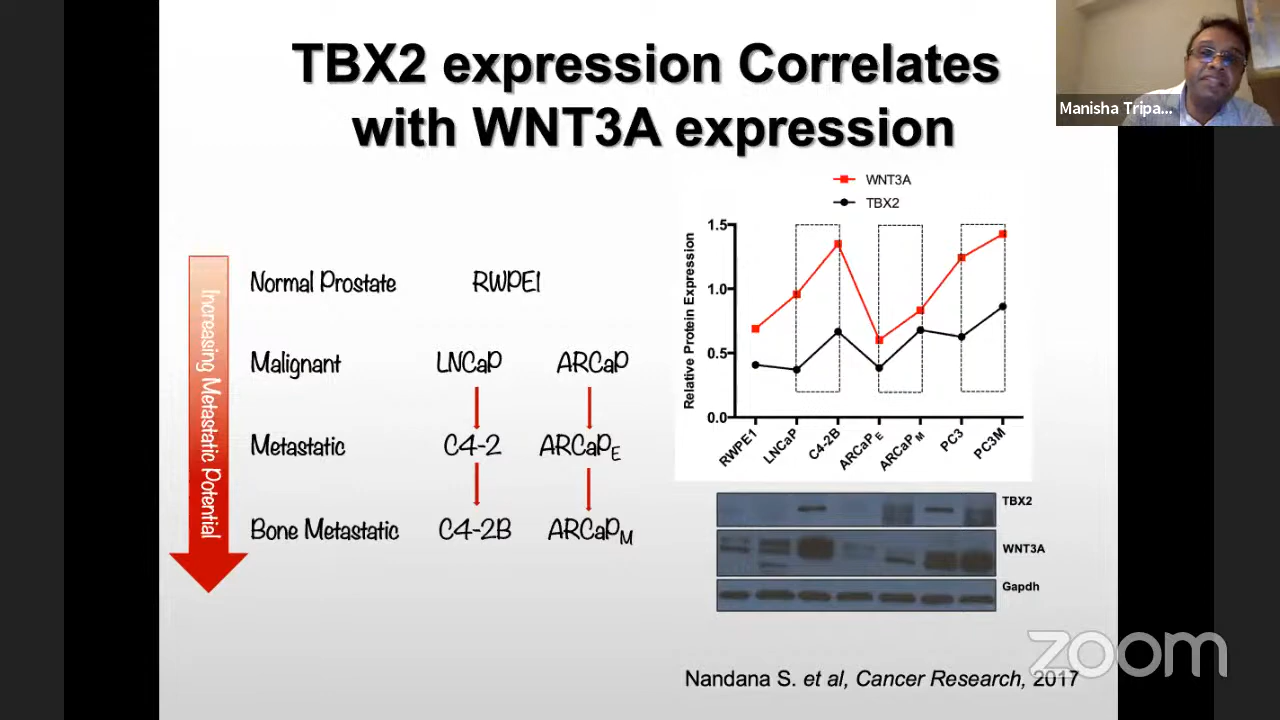 TBX2 expression Correlates
with WNT3A expression
Manisha Tripa...
Increasing Metastatic Potential
Normal Prostate RWPE1
Malignant LNCaP ARCaP
Metastatic C4-2 ARCaPE
Bone Metastatic C4-2B ARCaPM
WNT3A
TBX2
Relative Protein Expression
1.5
1.0
0.5
0.0
RWPE1
LNCaP
C4-2B
ARCaPE
ARCaPM
PC3
PC3M
TBX2
WNT3A
Gapdh
Nandana S. et al, Cancer Research, 2017
zoom